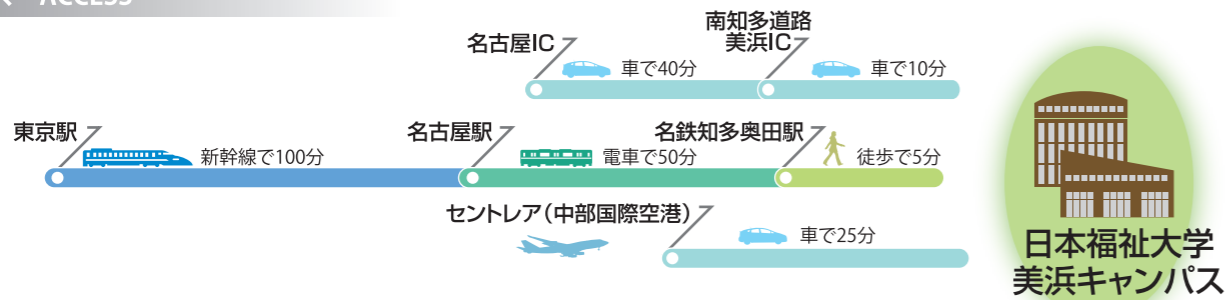 ACCESS
名古屋IC
車で40分
南知多道路
美浜IC
車で10分
東京駅
新幹線で100分
名古屋駅
電車で50分
名鉄知多奥田駅
徒歩で5分
セントレア(中部国際空港)
車で25分
日本福祉大学
美浜キャンパス